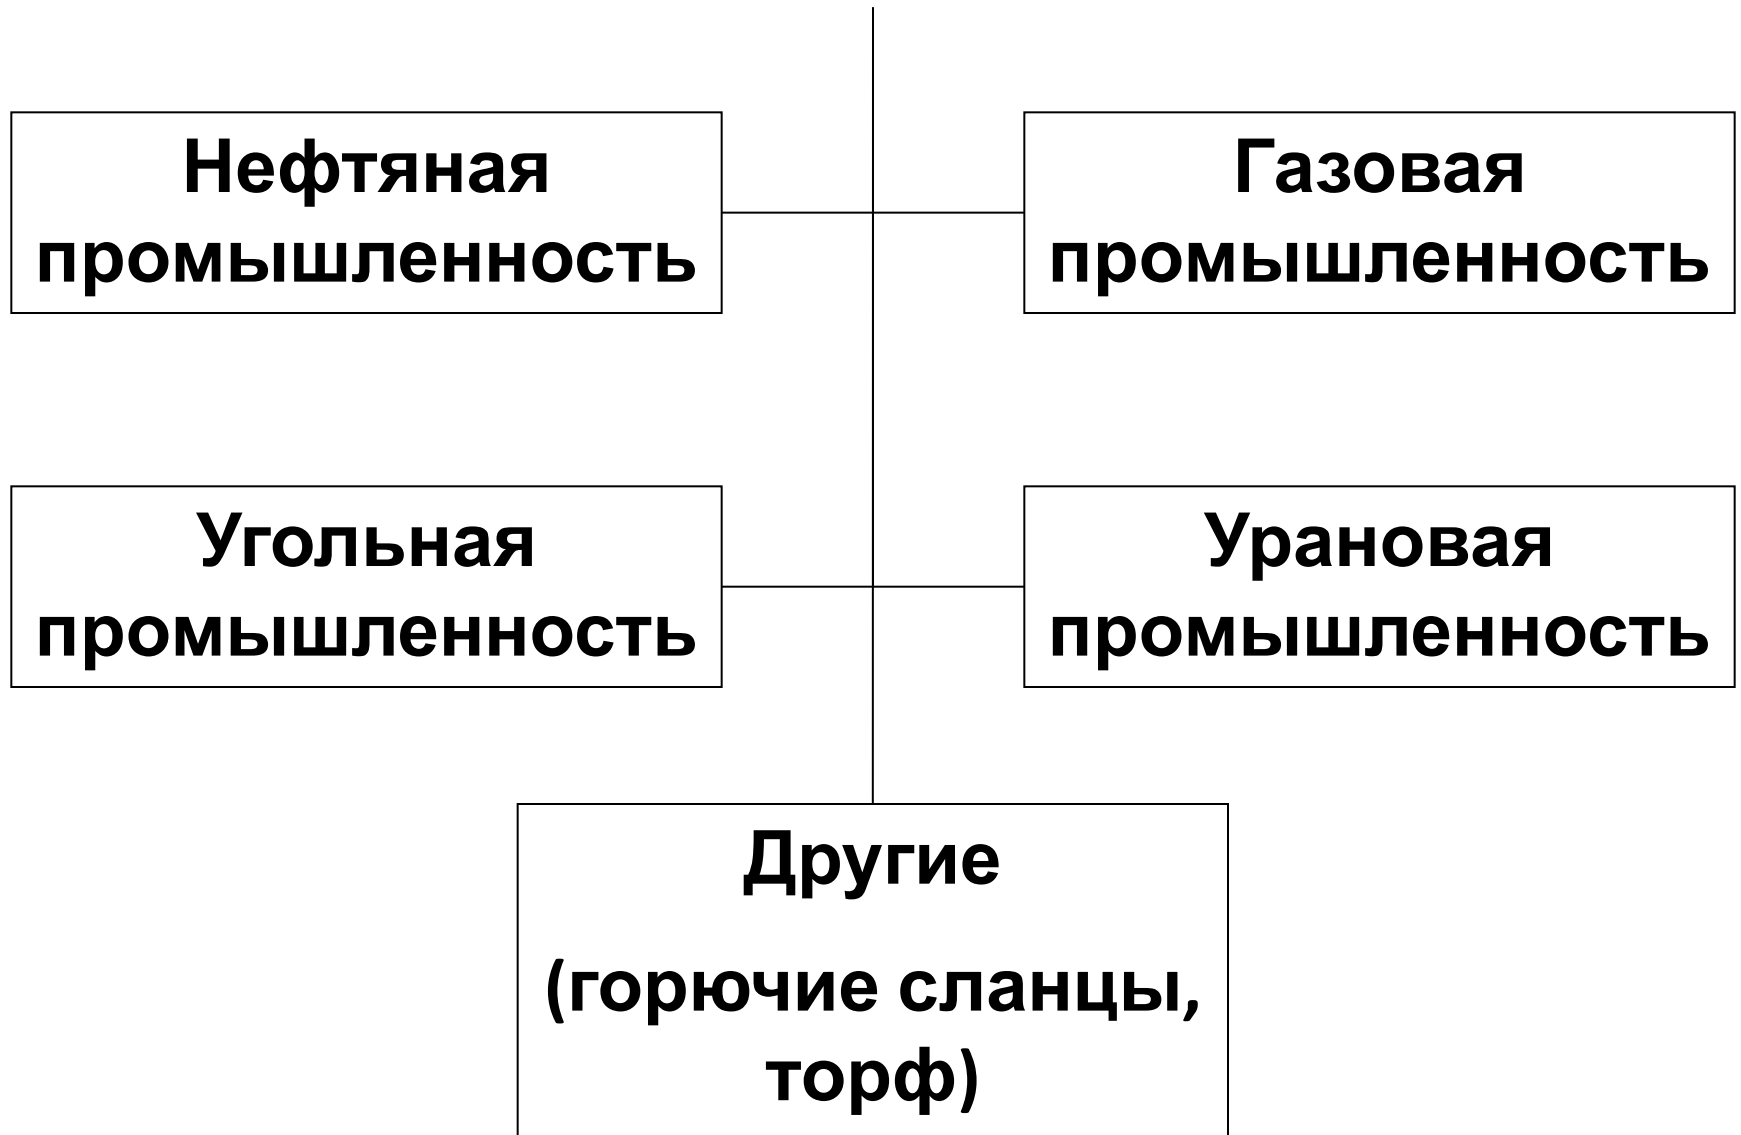 Нефтяная
промышленность
Газовая
промышленность
Угольная
промышленность
Урановая
промышленность
Другие
(горючие сланцы,
торф)